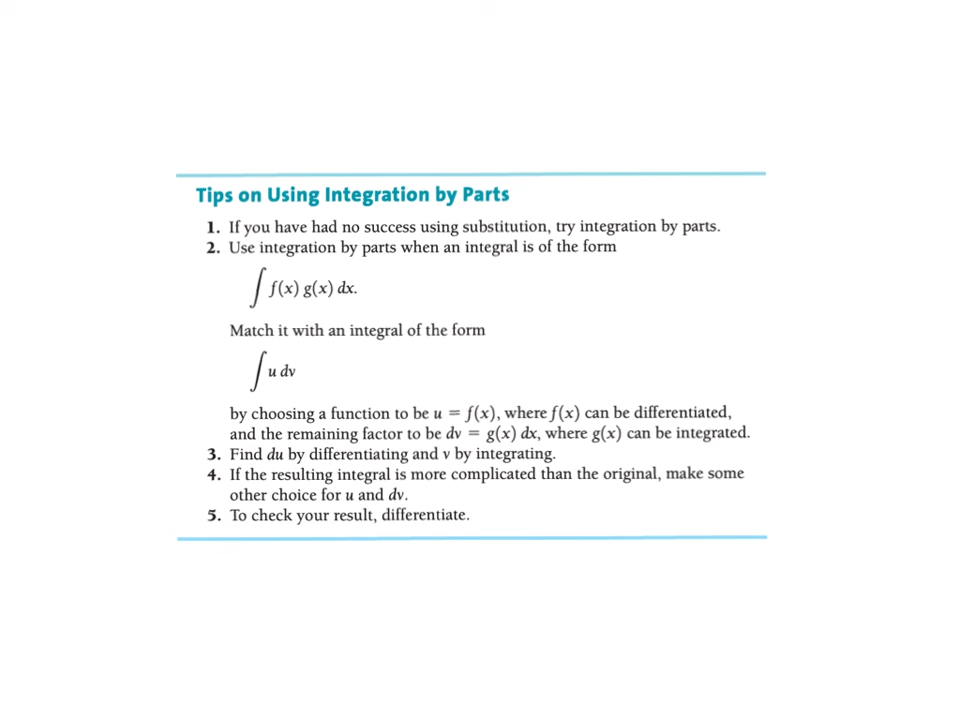 Tips on Using Integration by Parts
1. If you have had no success using substitution, try integration by parts.
2. Use integration by parts when an integral is of the form
∫ f(x) g(x) dx.
Match it with an integral of the form
∫ u dv
by choosing a function to be u = f(x), where f(x) can be differentiated,
and the remaining factor to be dv = g(x) dx, where g(x) can be integrated.
3. Find du by differentiating and v by integrating.
4. If the resulting integral is more complicated than the original, make some
other choice for u and dv.
5. To check your result, differentiate.